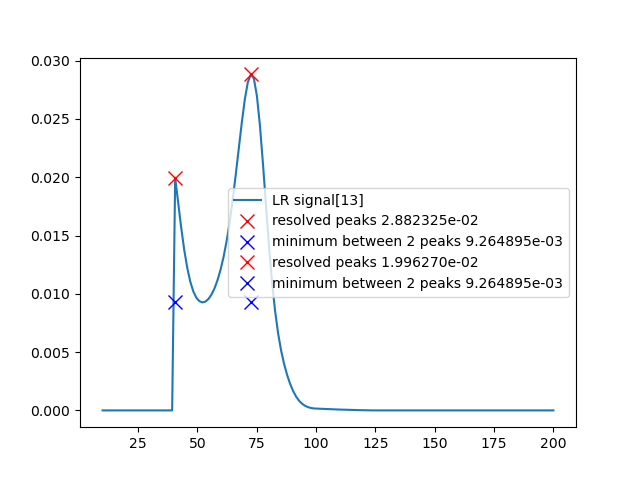 0.030
0.025
0.020
0.015
0.010
0.005
0.000
LR signal[13]
resolved peaks 2.882325e-02
minimum between 2 peaks 9.264895e-03
resolved peaks 1.996270e-02
minimum between 2 peaks 9.264895e-03
25 50 75 100 125 150 175 200